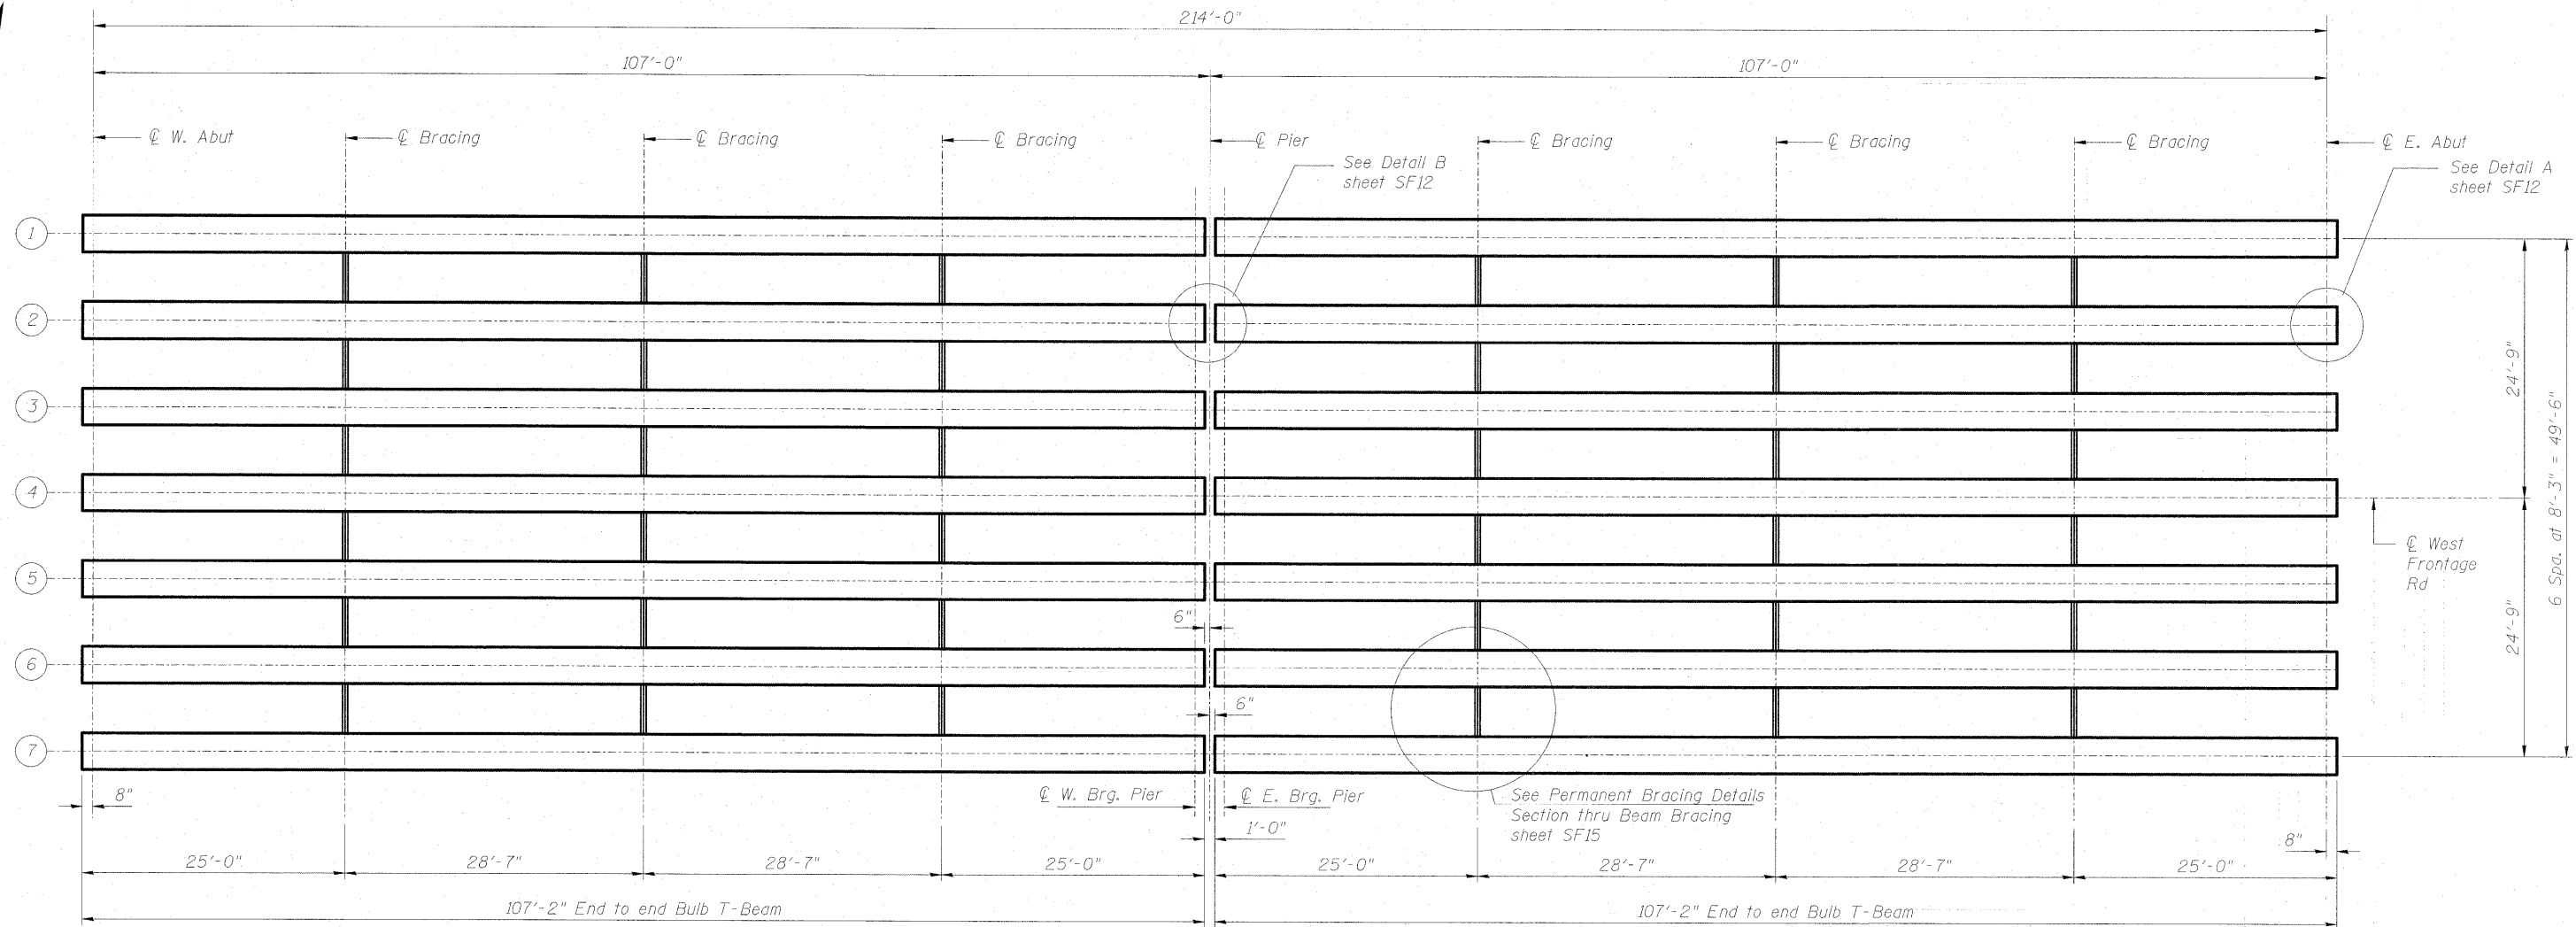 214'-0"
107'-0"
107'-0"
℄ W. Abut
℄ Bracing
℄ Bracing
℄ Bracing
℄ Pier
℄ Bracing
℄ Bracing
℄ Bracing
℄ E. Abut
See Detail B
sheet SF12
See Detail A
sheet SF12
1
2
3
4
5
6
7
24'-9"
24'-9"
6 Spa. at 8'-3" = 49'-6"
℄ West
Frontage
Rd
6"
6"
8"
℄ W. Brg. Pier
℄ E. Brg. Pier
1'-0"
See Permanent Bracing Details
Section thru Beam Bracing
sheet SF15
8"
25'-0"
28'-7"
28'-7"
25'-0"
25'-0"
28'-7"
28'-7"
25'-0"
107'-2" End to end Bulb T-Beam
107'-2" End to end Bulb T-Beam